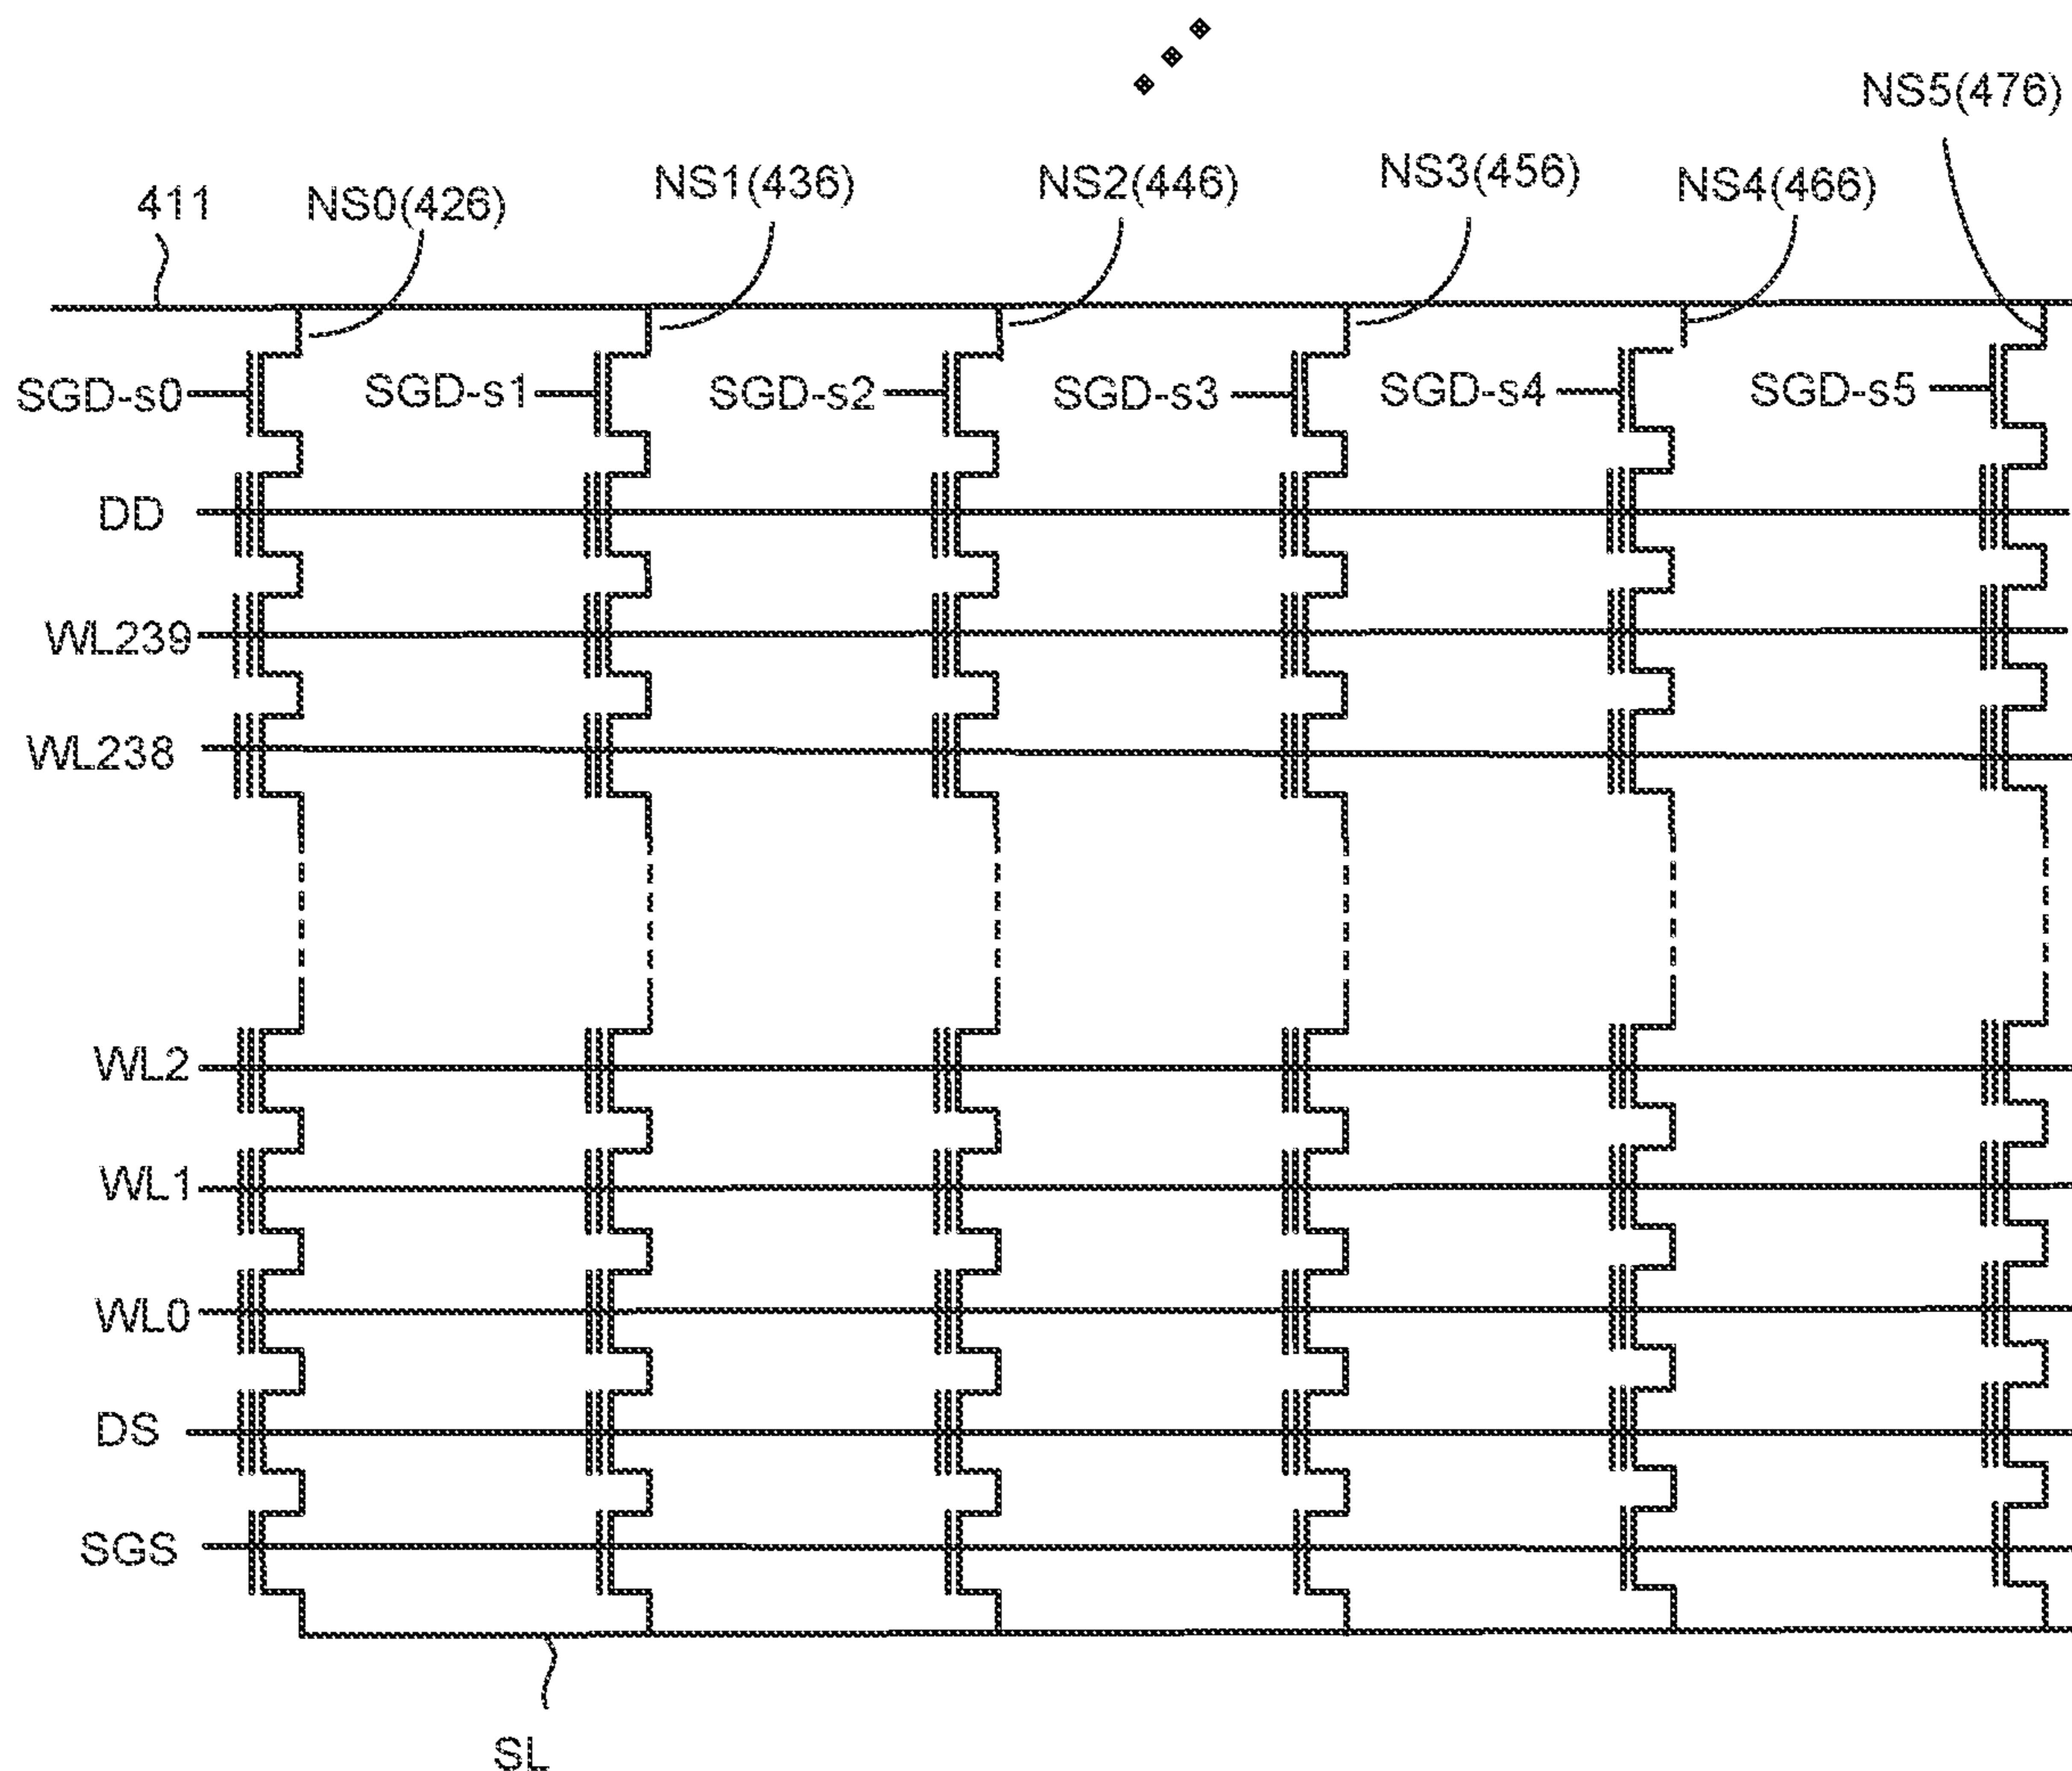 NS5(476)
NS3(456)
NS1(436)
NS2(446)
NS4(466)
411
NS0(426)
SGD-s0
SGD-s1
SGD-s2
SGD-s3
SGD-s4
SGD-s5
DD
WL239
WL238
WL2
WL1
WL0
DS
SGS
SL